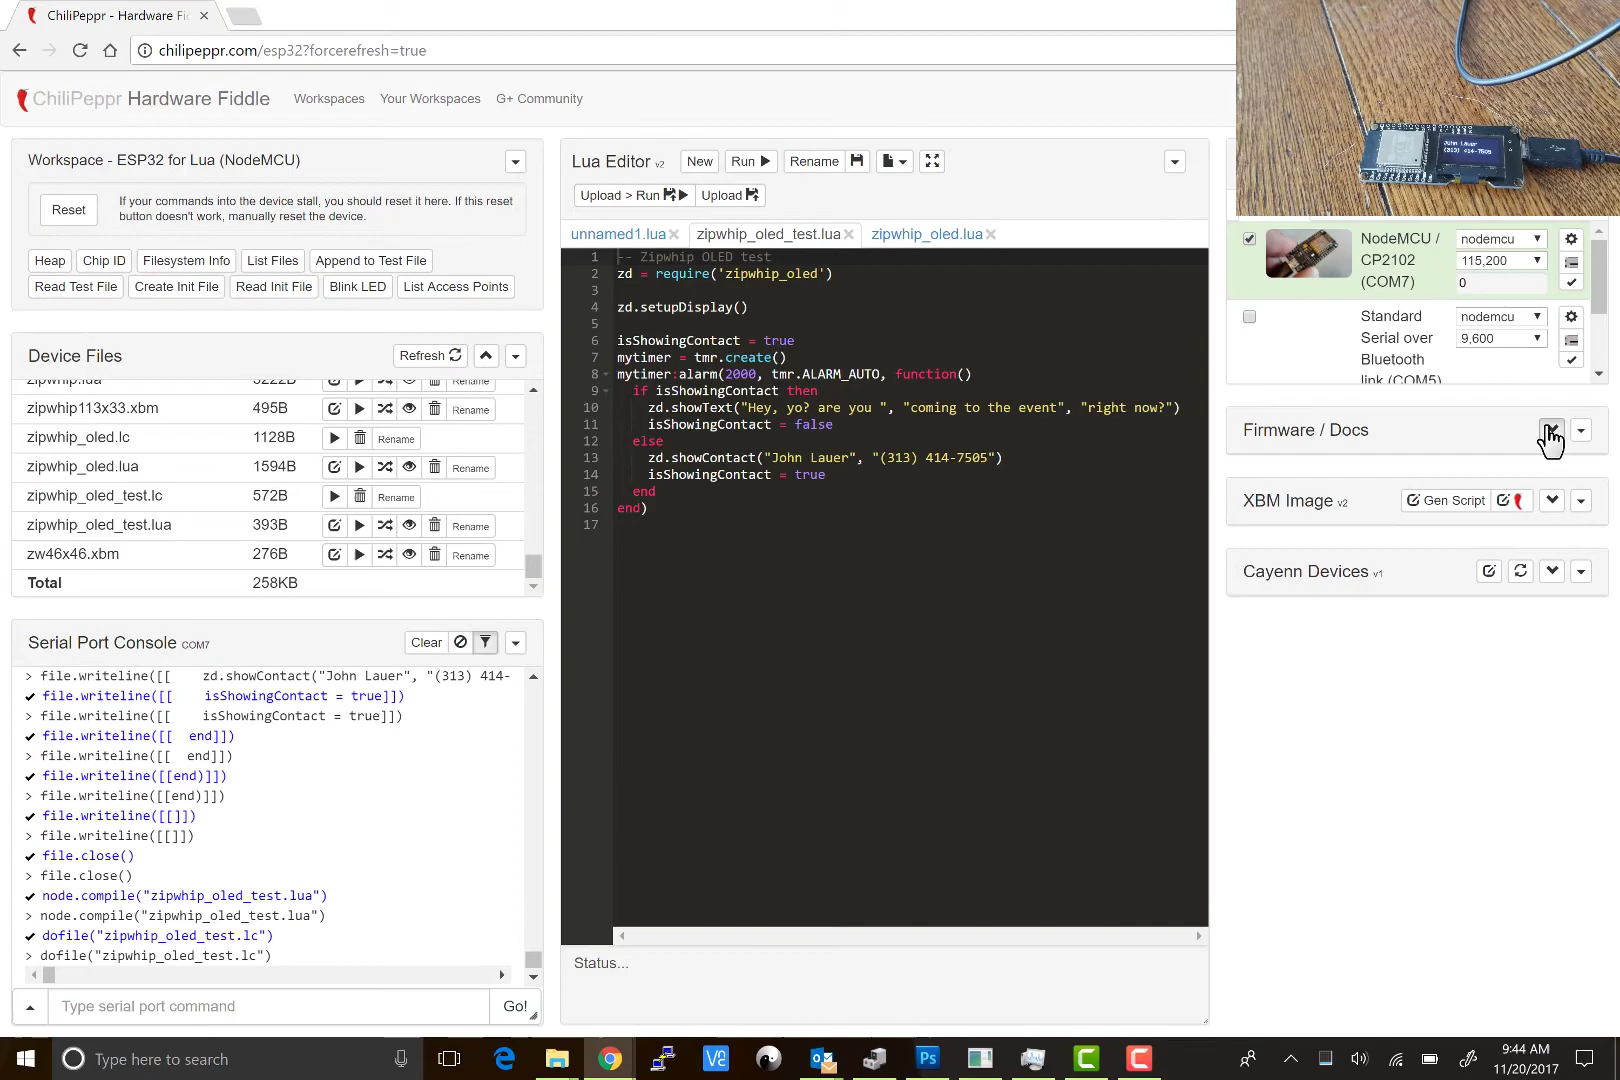 ChiliPeppr - Hardware Fid
chilipeppr.com/esp32?forcerefresh=true
ChiliPeppr Hardware Fiddle
Workspaces
Your Workspaces
G+ Community
Workspace - ESP32 for Lua (NodeMCU)
Reset
If your commands into the device stall, you should reset it here. If this reset
button doesn't work, manually reset the device.
Heap
Chip ID
Filesystem Info
List Files
Append to Test File
Read Test File
Create Init File
Read Init File
Blink LED
List Access Points
Device Files
Refresh
zipwhip.lua 3222B Rename
zipwhip113x33.xbm 495B Rename
zipwhip_oled.lc 1128B Rename
zipwhip_oled.lua 1594B Rename
zipwhip_oled_test.lc 572B Rename
zipwhip_oled_test.lua 393B Rename
zw46x46.xbm 276B Rename
Total 258KB
Serial Port Console COM7
Clear
> file.writeline([[    zd.showContact("John Lauer", "(313) 414-
file.writeline([[    isShowingContact = true]])
> file.writeline([[    isShowingContact = true]])
file.writeline([[  end]])
> file.writeline([[  end]])
file.writeline([[end)]])
> file.writeline([[end)]])
file.writeline([[]])
> file.writeline([[]])
file.close()
> file.close()
node.compile("zipwhip_oled_test.lua")
> node.compile("zipwhip_oled_test.lua")
dofile("zipwhip_oled_test.lc")
> dofile("zipwhip_oled_test.lc")
Type serial port command
Go!
Lua Editor v2
New
Run
Rename
Upload > Run
Upload
unnamed1.lua
zipwhip_oled_test.lua
zipwhip_oled.lua
1 -- Zipwhip OLED test
2 zd = require('zipwhip_oled')
3
4 zd.setupDisplay()
5
6 isShowingContact = true
7 mytimer = tmr.create()
8 mytimer:alarm(2000, tmr.ALARM_AUTO, function()
9   if isShowingContact then
10     zd.showText("Hey, yo? are you ", "coming to the event", "right now?")
11     isShowingContact = false
12   else
13     zd.showContact("John Lauer", "(313) 414-7505")
14     isShowingContact = true
15   end
16 end)
17
Status...
John Lauer
(313) 414-7505
NodeMCU /
CP2102
(COM7)
nodemcu
115,200
0
Standard
Serial over
Bluetooth
link (COM5)
nodemcu
9,600
Firmware / Docs
XBM Image v2
Gen Script
Cayenn Devices v1
Type here to search
9:44 AM
11/20/2017